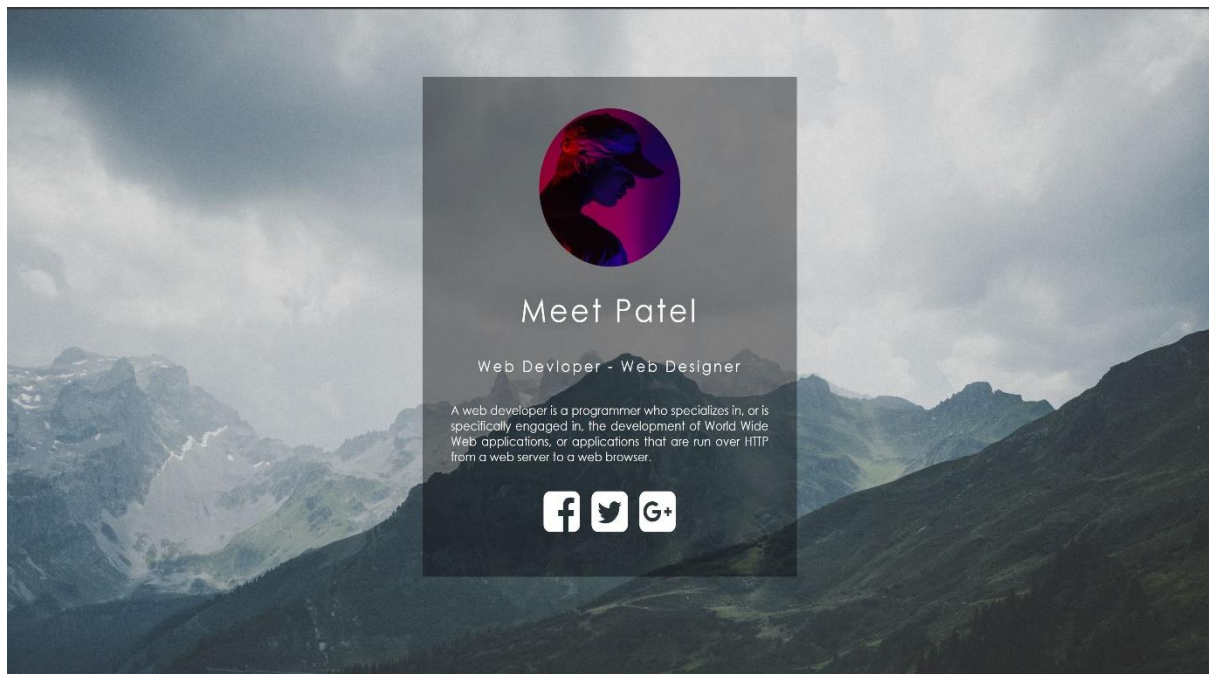 Meet Patel
Web Devloper - Web Designer
A web developer is a programmer who specializes in, or is
specifically engaged in, the development of World Wide
Web applications, or applications that are run over HTTP
from a web server to a web browser.
G+